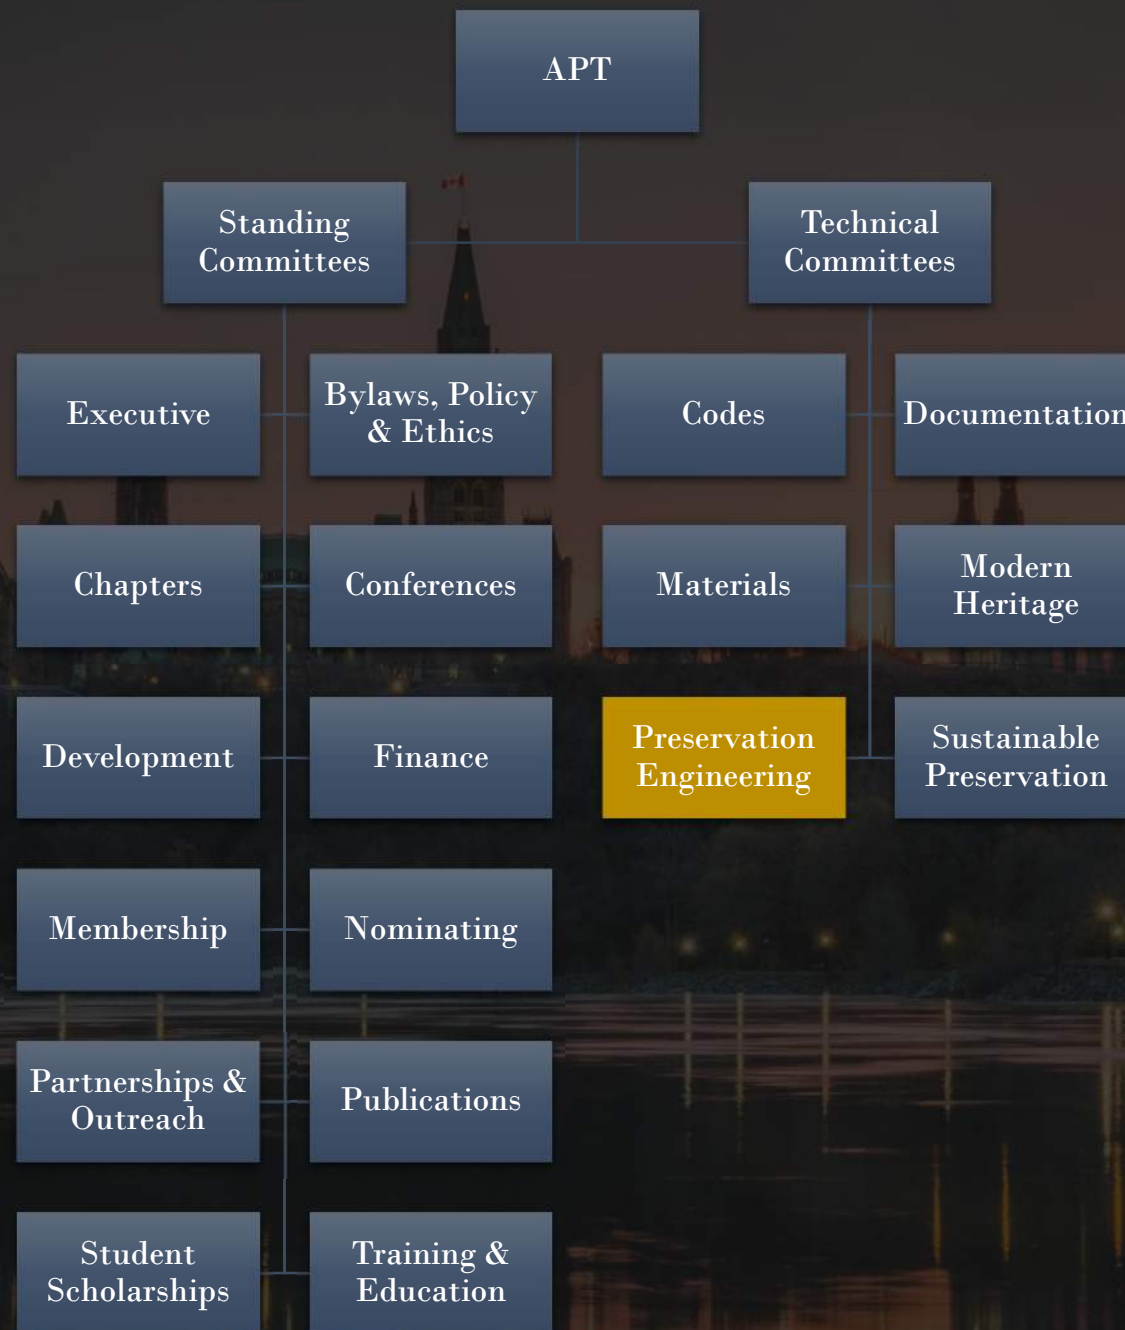 APT
Standing
Committees
Technical
Committees
Executive
Bylaws, Policy
& Ethics
Codes
Documentation
Chapters
Conferences
Materials
Modern
Heritage
Development
Finance
Preservation
Engineering
Sustainable
Preservation
Membership
Nominating
Partnerships &
Outreach
Publications
Student
Scholarships
Training &
Education